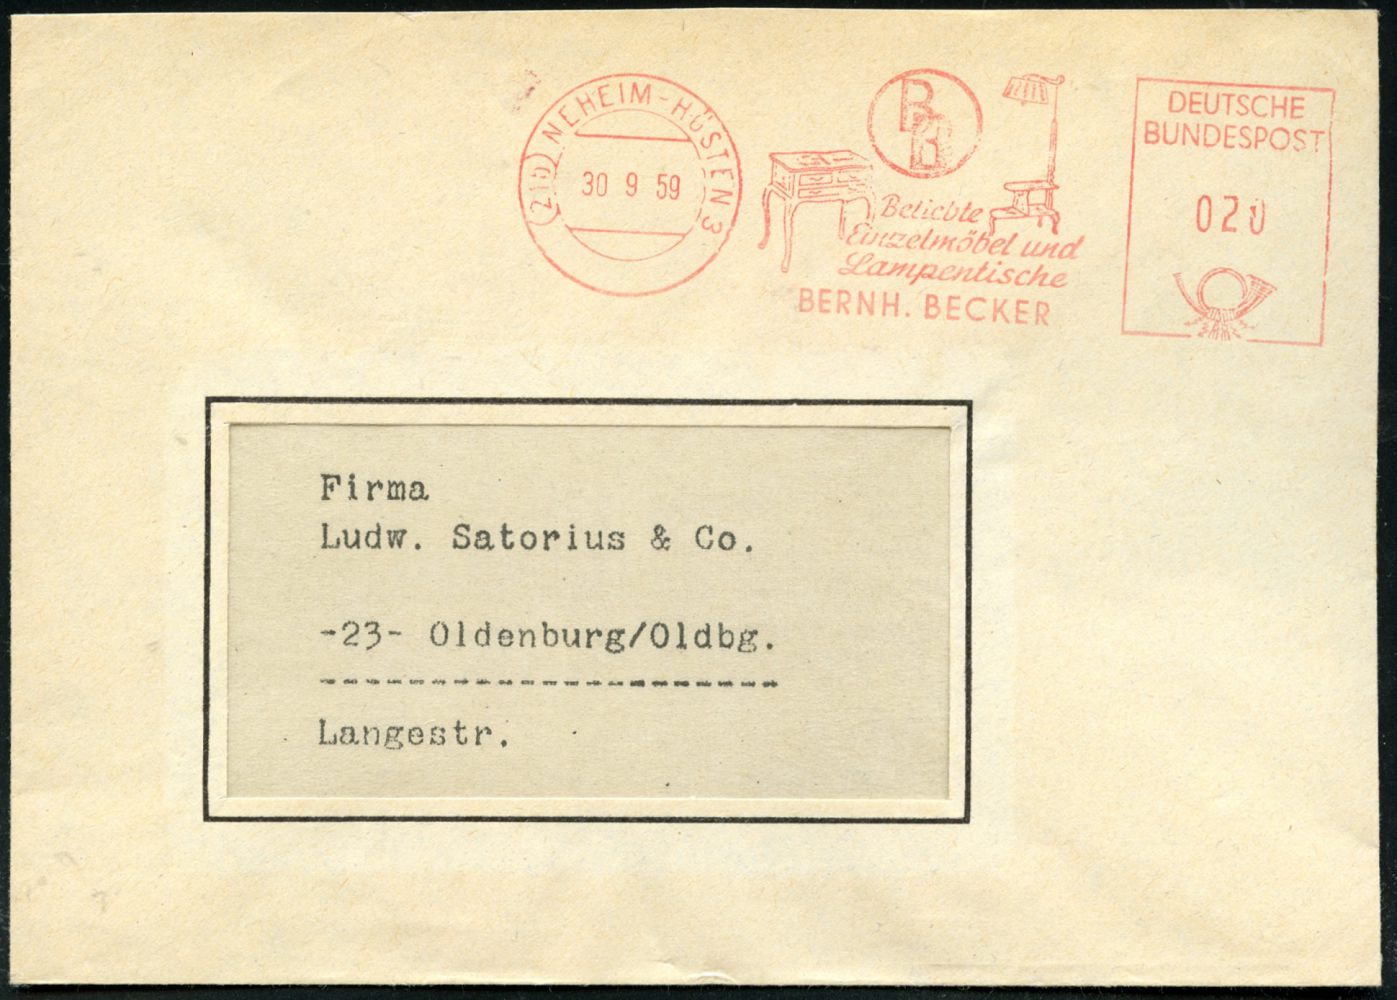 (21b) NEHEIM-HÜSTEN 3
30 9 59
BB
Beliebte
Einzelmöbel und
Lampentische
BERNH. BECKER
DEUTSCHE
BUNDESPOST
020
Firma
Ludw. Satorius & Co.
-23- Oldenburg/Oldbg.
Langestr.